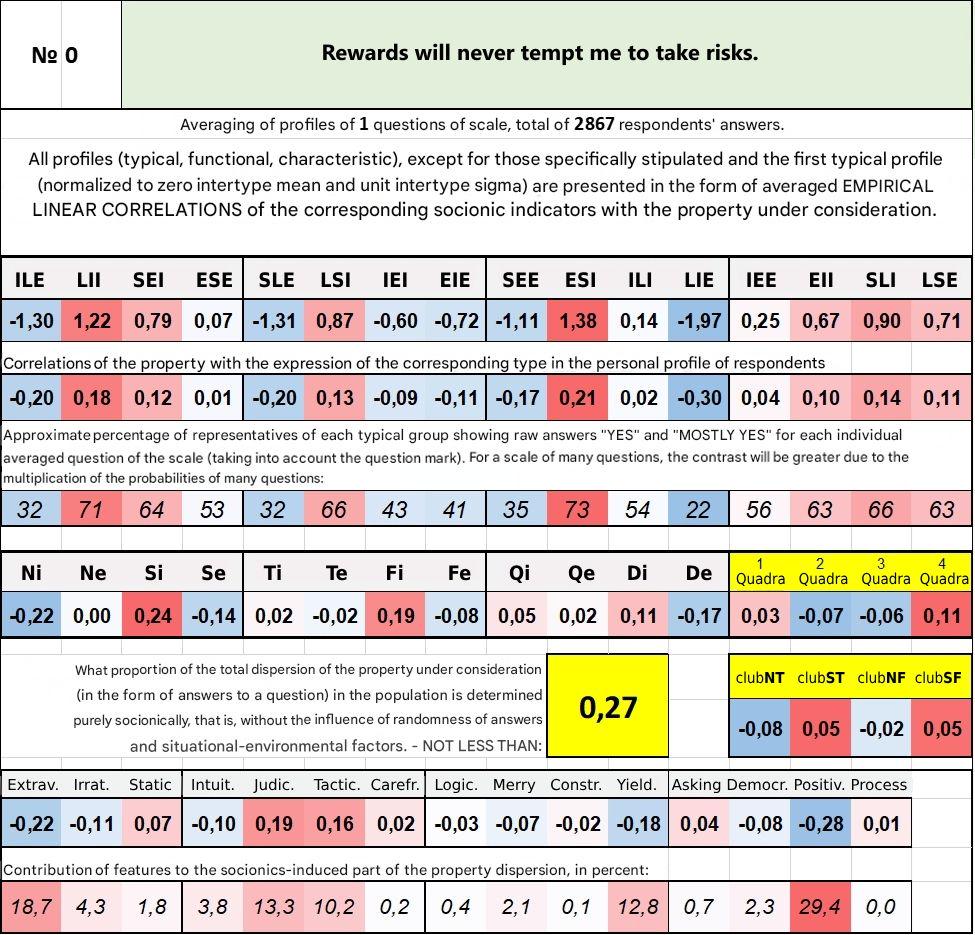 № 0
Rewards will never tempt me to take risks.
Averaging of profiles of 1 questions of scale, total of 2867 respondents' answers.
All profiles (typical, functional, characteristic), except for those specifically stipulated and the first typical profile
(normalized to zero intertype mean and unit intertype sigma) are presented in the form of averaged EMPIRICAL
LINEAR CORRELATIONS of the corresponding socionic indicators with the property under consideration.
ILE LII SEI ESE SLE LSI IEI EIE SEE ESI ILI LIE IEE EII SLI LSE
-1,30 1,22 0,79 0,07 -1,31 0,87 -0,60 -0,72 -1,11 1,38 0,14 -1,97 0,25 0,67 0,90 0,71
Correlations of the property with the expression of the corresponding type in the personal profile of respondents
-0,20 0,18 0,12 0,01 -0,20 0,13 -0,09 -0,11 -0,17 0,21 0,02 -0,30 0,04 0,10 0,14 0,11
Approximate percentage of representatives of each typical group showing raw answers "YES" and "MOSTLY YES" for each individual
averaged question of the scale (taking into account the question mark). For a scale of many questions, the contrast will be greater due to the
multiplication of the probabilities of many questions:
32 71 64 53 32 66 43 41 35 73 54 22 56 63 66 63
Ni Ne Si Se Ti Te Fi Fe Qi Qe Di De 1 Quadra 2 Quadra 3 Quadra 4 Quadra
-0,22 0,00 0,24 -0,14 0,02 -0,02 0,19 -0,08 0,05 0,02 0,11 -0,17 0,03 -0,07 -0,06 0,11
What proportion of the total dispersion of the property under consideration
(in the form of answers to a question) in the population is determined
purely socionically, that is, without the influence of randomness of answers
and situational-environmental factors. - NOT LESS THAN:
0,27
clubNT clubST clubNF clubSF
-0,08 0,05 -0,02 0,05
Extrav. Irrat. Static Intuit. Judic. Tactic. Carefr. Logic. Merry Constr. Yield. Asking Democr. Positiv. Process
-0,22 -0,11 0,07 -0,10 0,19 0,16 0,02 -0,03 -0,07 -0,02 -0,18 0,04 -0,08 -0,28 0,01
Contribution of features to the socionics-induced part of the property dispersion, in percent:
18,7 4,3 1,8 3,8 13,3 10,2 0,2 0,4 2,1 0,1 12,8 0,7 2,3 29,4 0,0